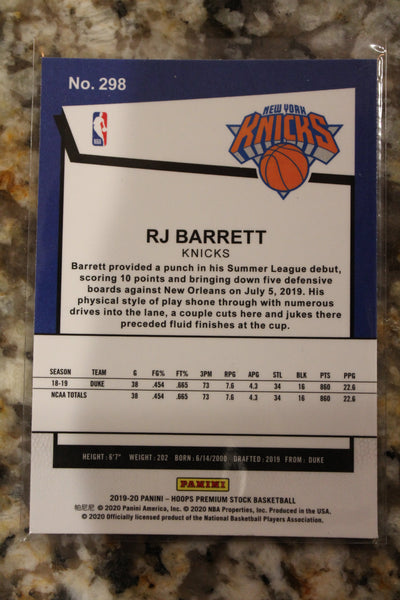 No. 298
NEW YORK
KNICKS
RJ BARRETT
KNICKS
Barrett provided a punch in his Summer League debut,
scoring 10 points and bringing down five defensive
boards against New Orleans on July 5, 2019. His
physical style of play shone through with numerous
drives into the lane, a couple cuts here and jukes there
preceded fluid finishes at the cup.
SEASON TEAM G FG% FT% 3PM RPG APG STL BLK PTS PPG
18-19 DUKE 38 .454 .665 73 7.6 4.3 34 16 860 22.6
NCAA TOTALS 38 .454 .665 73 7.6 4.3 34 16 860 22.6
HEIGHT: 6'7" WEIGHT: 202 BORN: 6/14/2000 DRAFTED: 2019 FROM: DUKE
PANINI
2019-20 PANINI – HOOPS PREMIUM STOCK BASKETBALL
帕尼尼 © 2020 Panini America, Inc. © 2020 NBA Properties, Inc. Produced in the USA.
© 2020 Officially licensed product of the National Basketball Players Association.